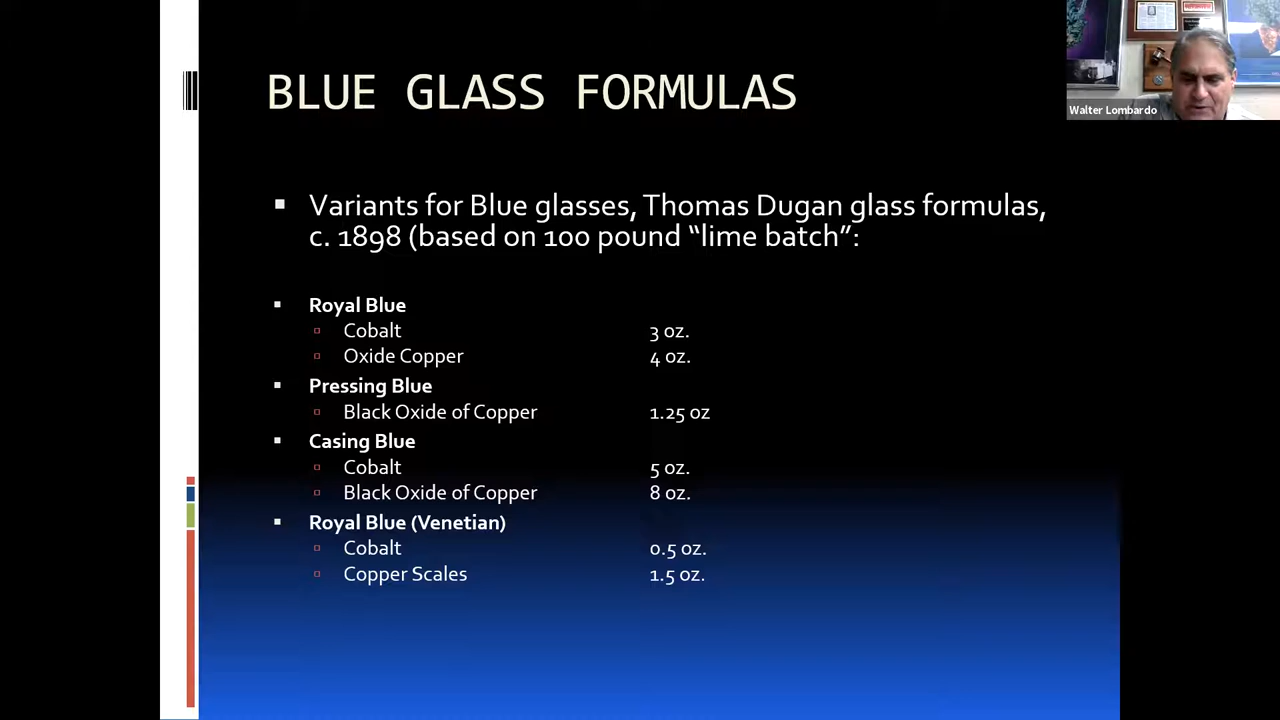 BLUE GLASS FORMULAS
Walter Lombardo
Variants for Blue glasses, Thomas Dugan glass formulas,
c. 1898 (based on 100 pound “lime batch”:
Royal Blue
Cobalt 3 oz.
Oxide Copper 4 oz.
Pressing Blue
Black Oxide of Copper 1.25 oz
Casing Blue
Cobalt 5 oz.
Black Oxide of Copper 8 oz.
Royal Blue (Venetian)
Cobalt 0.5 oz.
Copper Scales 1.5 oz.